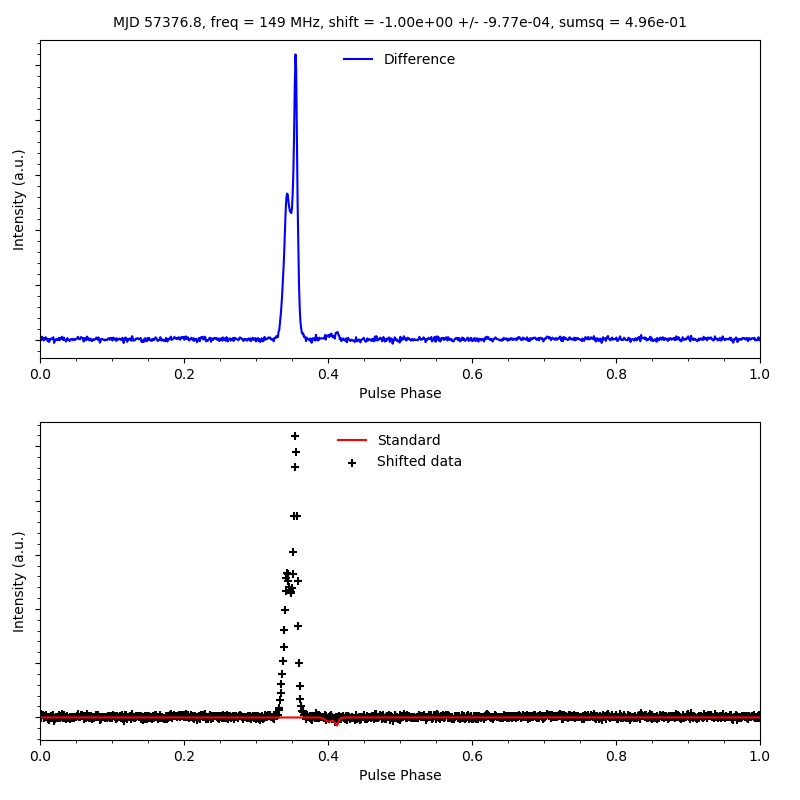 MJD 57376.8, freq = 149 MHz, shift = -1.00e+00 +/- -9.77e-04, sumsq = 4.96e-01
Difference
Intensity (a.u.)
0.0 0.2 0.4 0.6 0.8 1.0
Pulse Phase
Standard
Shifted data
Intensity (a.u.)
0.0 0.2 0.4 0.6 0.8 1.0
Pulse Phase